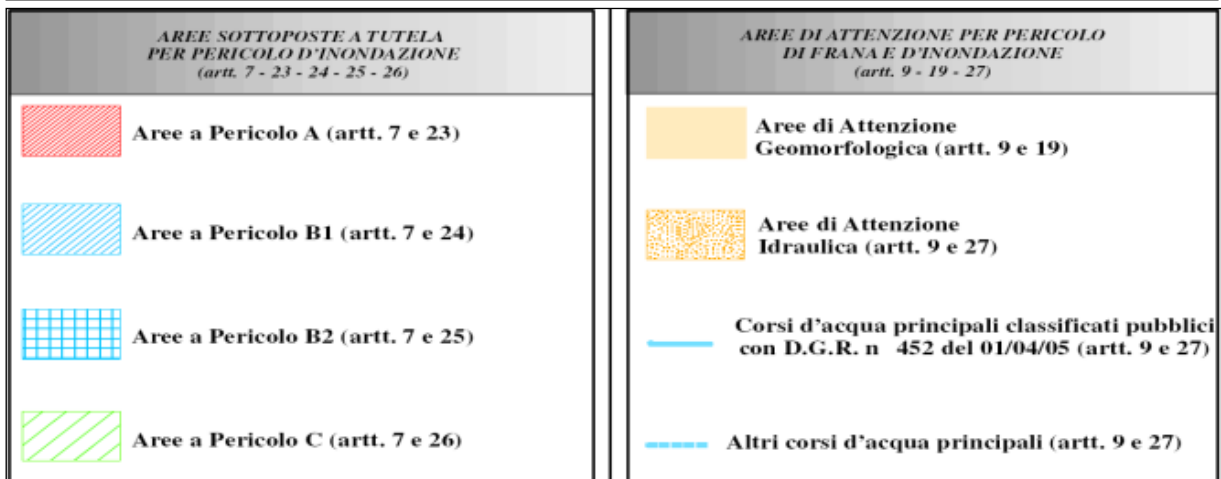 AREE SOTTOPOSTE A TUTELA
PER PERICOLO D'INONDAZIONE
(artt. 7 - 23 - 24 - 25 - 26)
Aree a Pericolo A (artt. 7 e 23)
Aree a Pericolo B1 (artt. 7 e 24)
Aree a Pericolo B2 (artt. 7 e 25)
Aree a Pericolo C (artt. 7 e 26)
AREE DI ATTENZIONE PER PERICOLO
DI FRANA E D'INONDAZIONE
(artt. 9 - 19 - 27)
Aree di Attenzione
Geomorfologica (artt. 9 e 19)
Aree di Attenzione
Idraulica (artt. 9 e 27)
Corsi d'acqua principali classificati pubblici
con D.G.R. n 452 del 01/04/05 (artt. 9 e 27)
Altri corsi d'acqua principali (artt. 9 e 27)